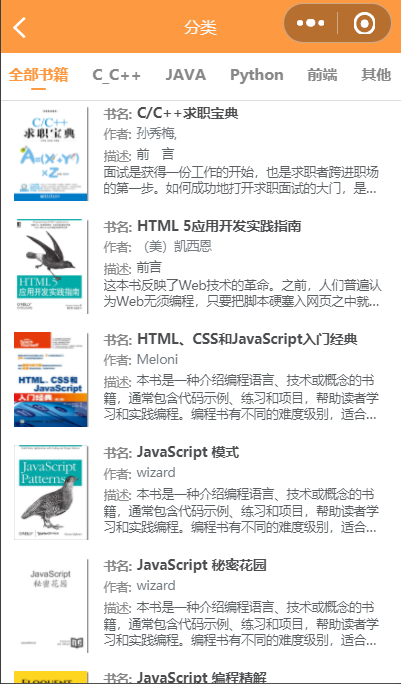 分类
全部书籍 C_C++ JAVA Python 前端 其他
C/C++
求职宝典
书名: C/C++求职宝典
作者: 孙秀梅,
描述: 前　言
面试是获得一份工作的开始，也是求职者跨进职场
的第一步。如何成功地打开求职面试的大门，是...
HTML5
应用开发实践指南
书名: HTML 5应用开发实践指南
作者: （美）凯西恩
描述: 前言
这本书反映了Web技术的革命。之前，人们普遍认
为Web无须编程，只要把脚本硬塞入网页之中就...
HTML、CSS和
JavaScript
入门经典
书名: HTML、CSS和JavaScript入门经典
作者: Meloni
描述: 本书是一种介绍编程语言、技术或概念的书
籍，通常包含代码示例、练习和项目，帮助读者学
习和实践编程。编程书有不同的难度级别，适合...
JavaScript
Patterns
O'REILLY
书名: JavaScript 模式
作者: wizard
描述: 本书是一种介绍编程语言、技术或概念的书
籍，通常包含代码示例、练习和项目，帮助读者学
习和实践编程。编程书有不同的难度级别，适合...
JavaScript
秘密花园
书名: JavaScript 秘密花园
作者: wizard
描述: 本书是一种介绍编程语言、技术或概念的书
籍，通常包含代码示例、练习和项目，帮助读者学
习和实践编程。编程书有不同的难度级别，适合...
ELOQUENT
书名: JavaScript 编程精解